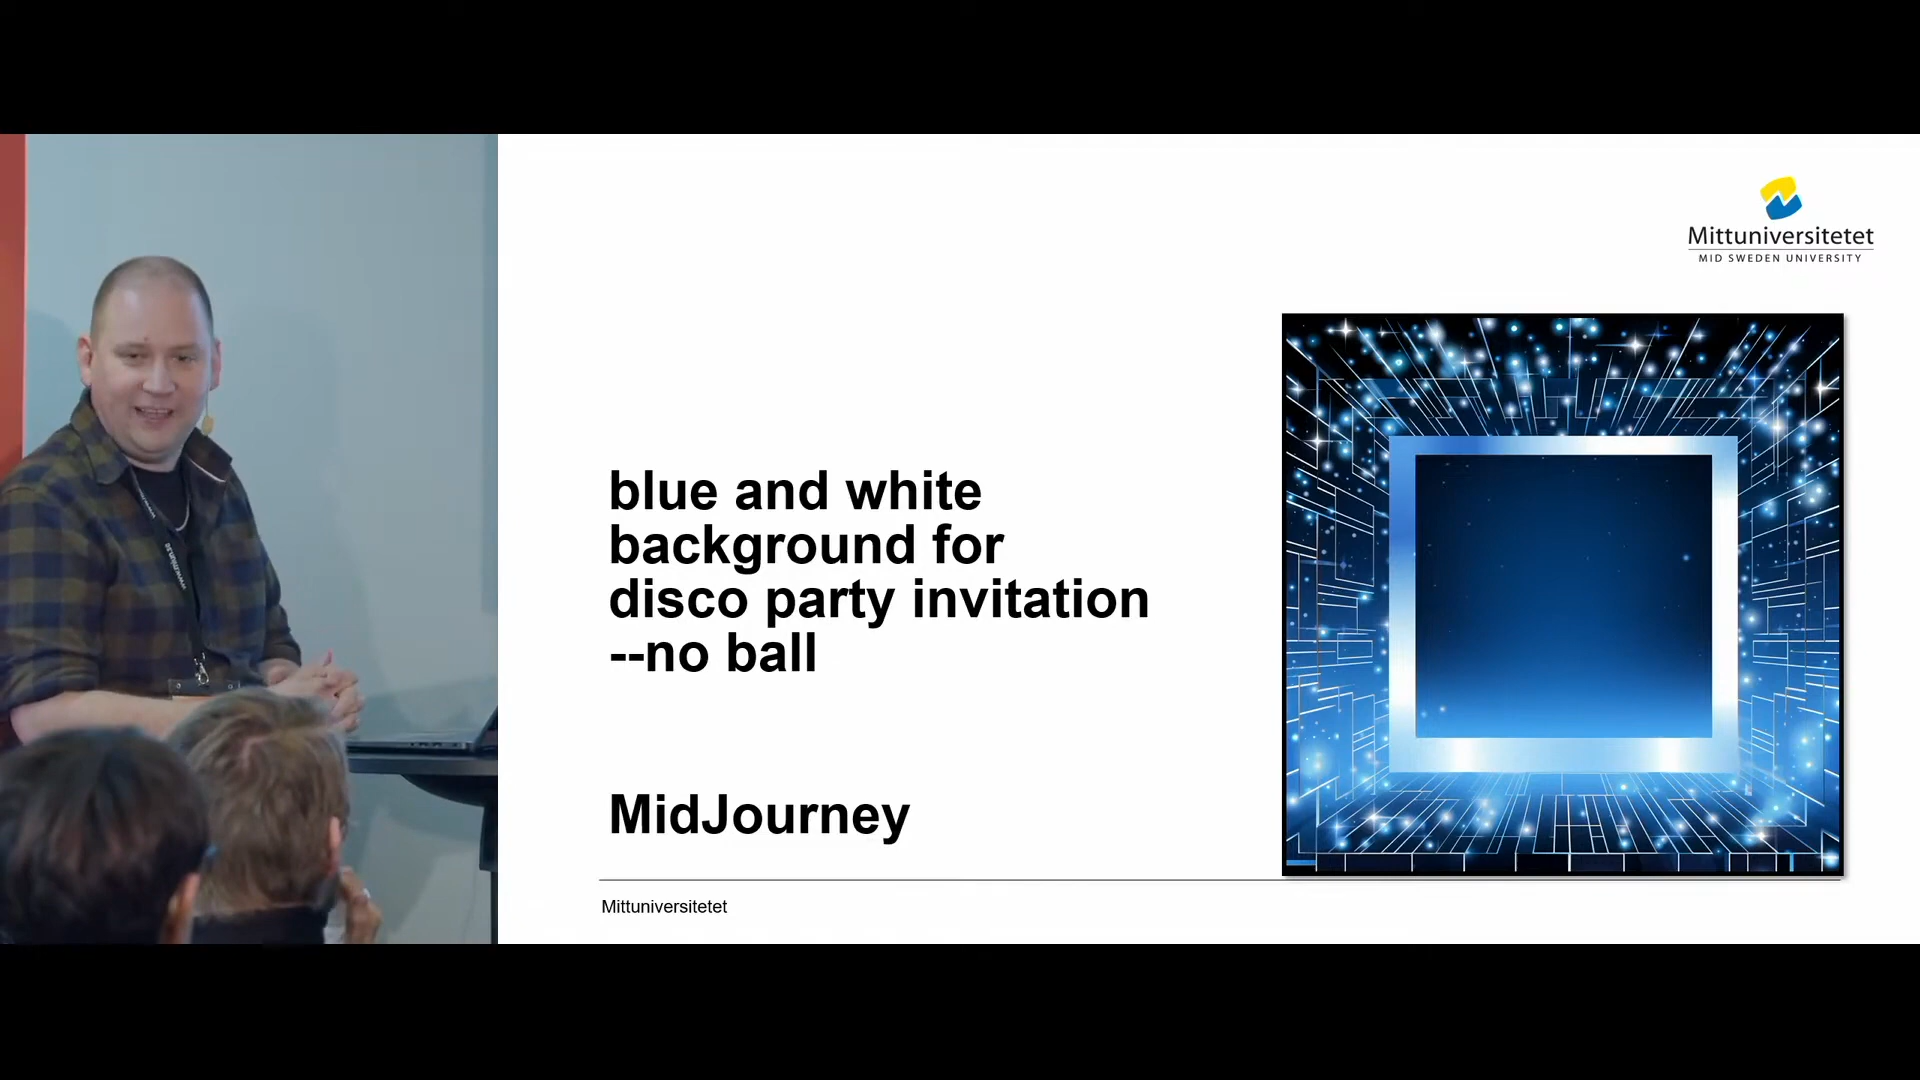 Mittuniversitetet
MID SWEDEN UNIVERSITY
blue and white
background for
disco party invitation
--no ball
MidJourney
Mittuniversitetet